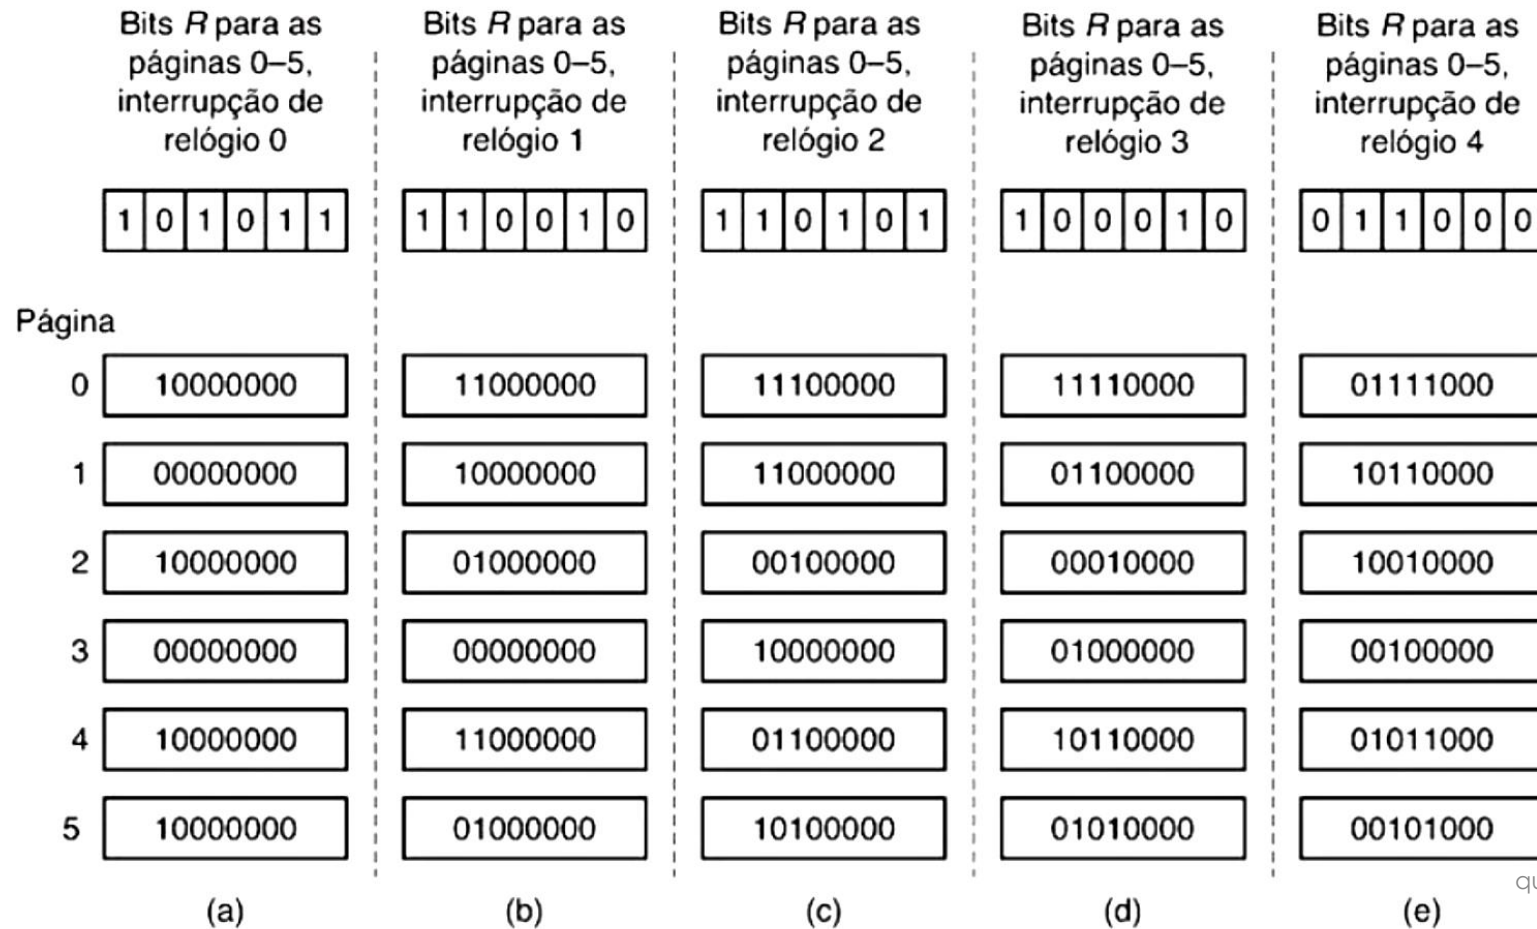 Bits R para as páginas 0–5, interrupção de relógio 0
Bits R para as páginas 0–5, interrupção de relógio 1
Bits R para as páginas 0–5, interrupção de relógio 2
Bits R para as páginas 0–5, interrupção de relógio 3
Bits R para as páginas 0–5, interrupção de relógio 4
1 0 1 0 1 1
1 1 0 0 1 0
1 1 0 1 0 1
1 0 0 0 1 0
0 1 1 0 0 0
Página
0 10000000 11000000 11100000 11110000 01111000
1 00000000 10000000 11000000 01100000 10110000
2 10000000 01000000 00100000 00010000 10010000
3 00000000 00000000 10000000 01000000 00100000
4 10000000 11000000 01100000 10110000 01011000
5 10000000 01000000 10100000 01010000 00101000
(a) (b) (c) (d) (e)